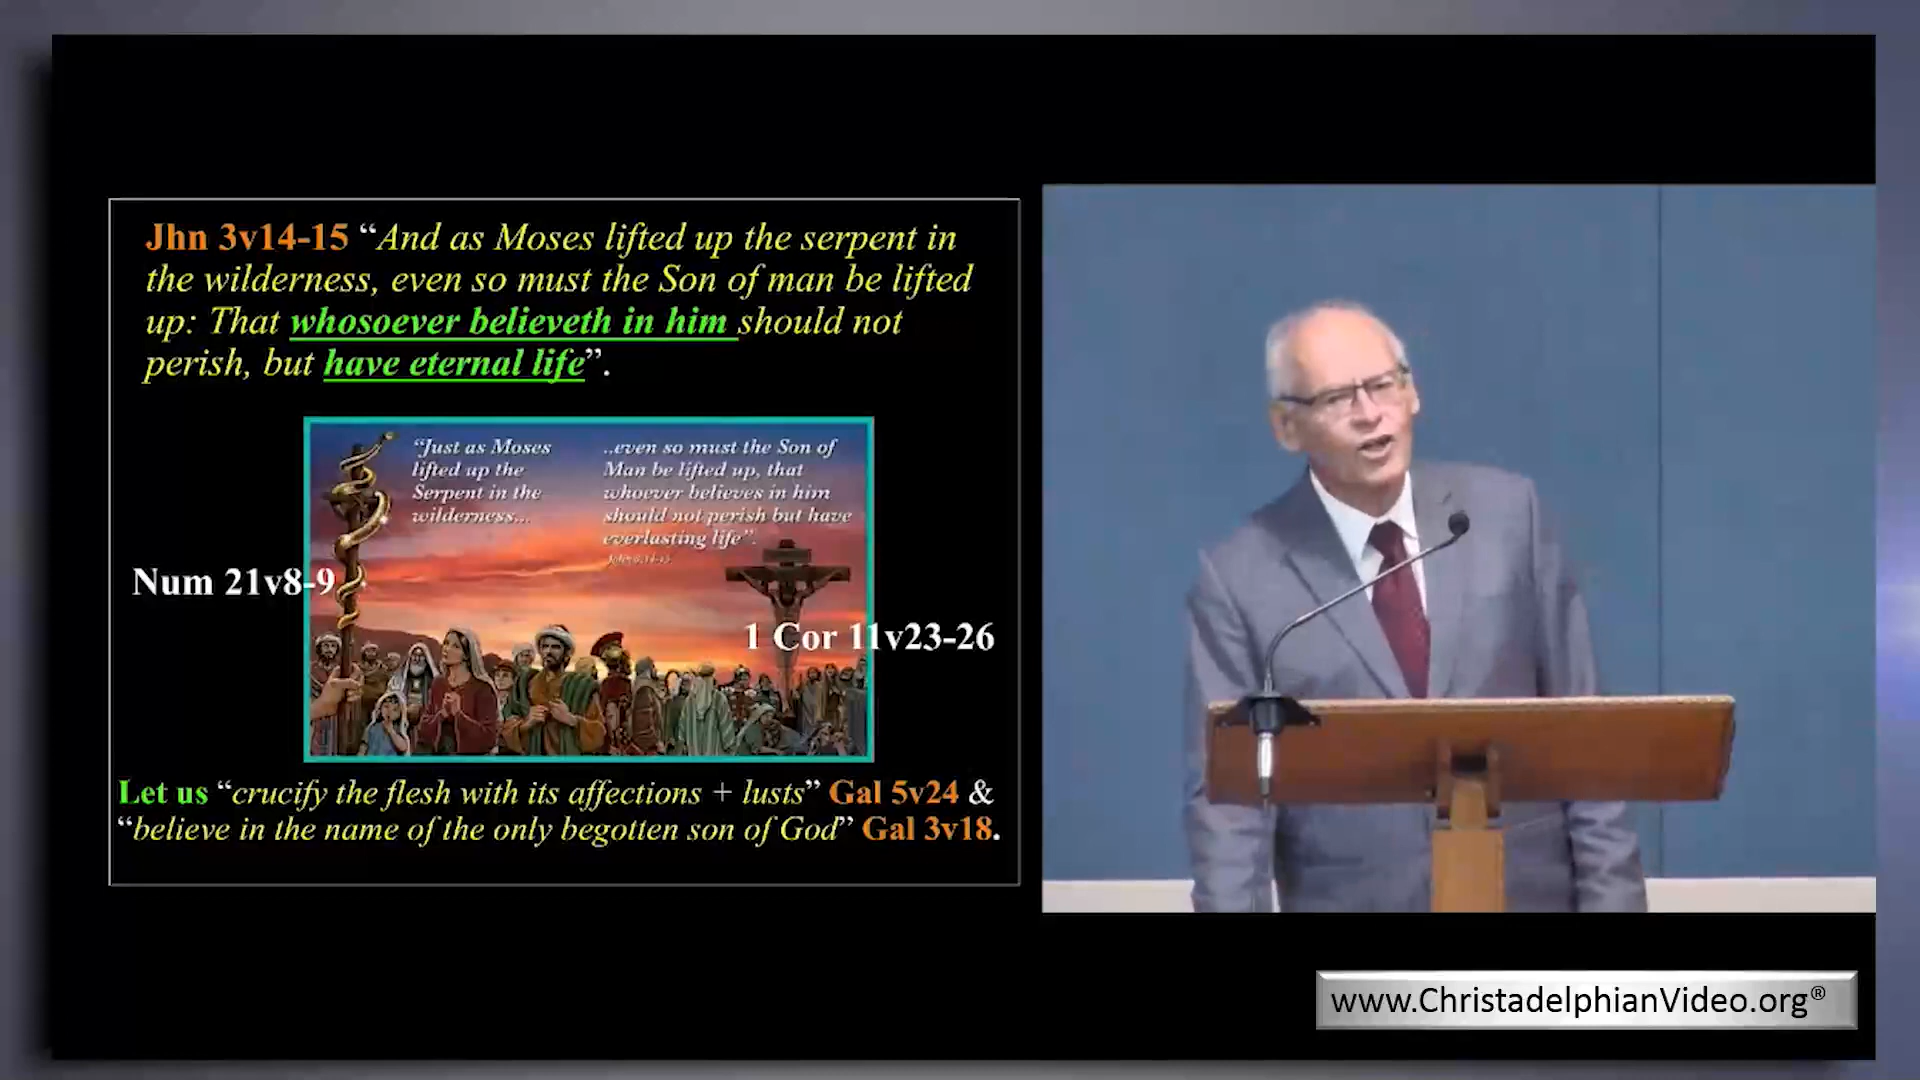 Jhn 3v14-15 “And as Moses lifted up the serpent in
the wilderness, even so must the Son of man be lifted
up: That whosoever believeth in him should not
perish, but have eternal life”.
“Just as Moses
lifted up the
Serpent in the
wilderness...
..even so must the Son of
Man be lifted up, that
whoever believes in him
should not perish but have
everlasting life”.
Num 21v8-9
1 Cor 11v23-26
Let us “crucify the flesh with its affections + lusts” Gal 5v24 &
“believe in the name of the only begotten son of God” Gal 3v18.
www.ChristadelphianVideo.org®